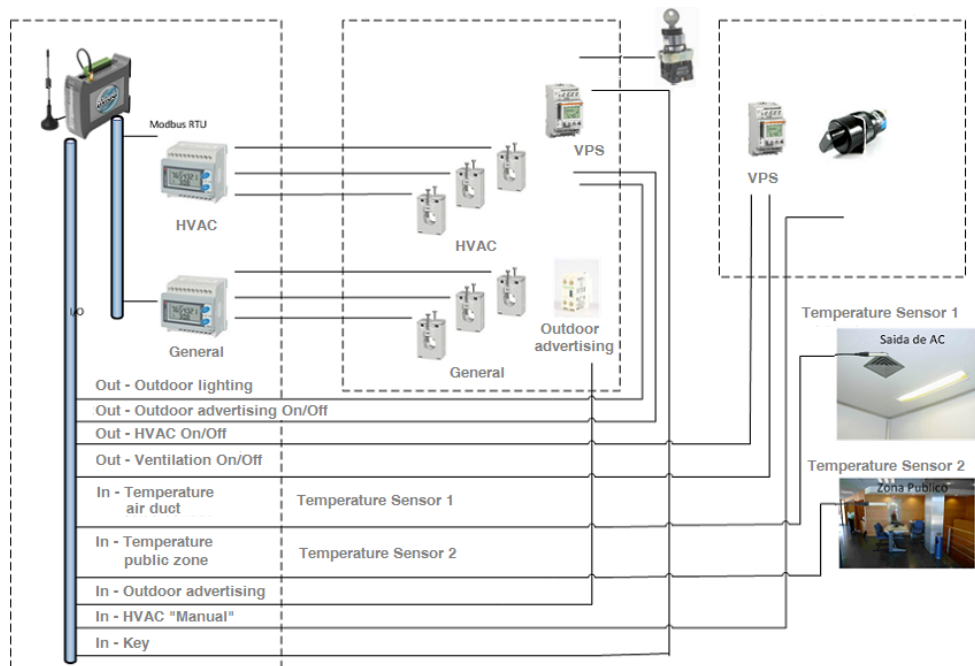 Modbus RTU
HVAC
General
I/O
VPS
HVAC
General
Outdoor
advertising
VPS
Temperature Sensor 1
Saida de AC
Temperature Sensor 2
Zona Publico
Out - Outdoor lighting
Out - Outdoor advertising On/Off
Out - HVAC On/Off
Out - Ventilation On/Off
In - Temperature
air duct
Temperature Sensor 1
In - Temperature
public zone
Temperature Sensor 2
In - Outdoor advertising
In - HVAC "Manual"
In - Key